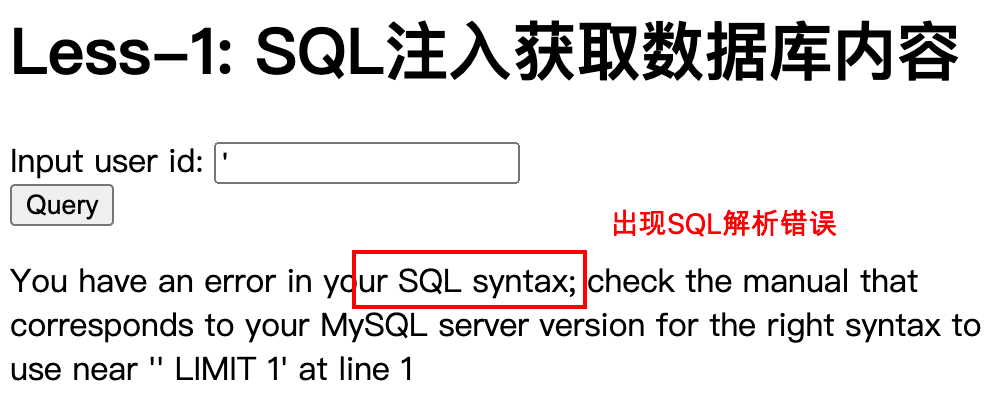 Less-1: SQL注入获取数据库内容
Input user id: '
Query
出现SQL解析错误
You have an error in your SQL syntax; check the manual that
corresponds to your MySQL server version for the right syntax to
use near '' LIMIT 1' at line 1